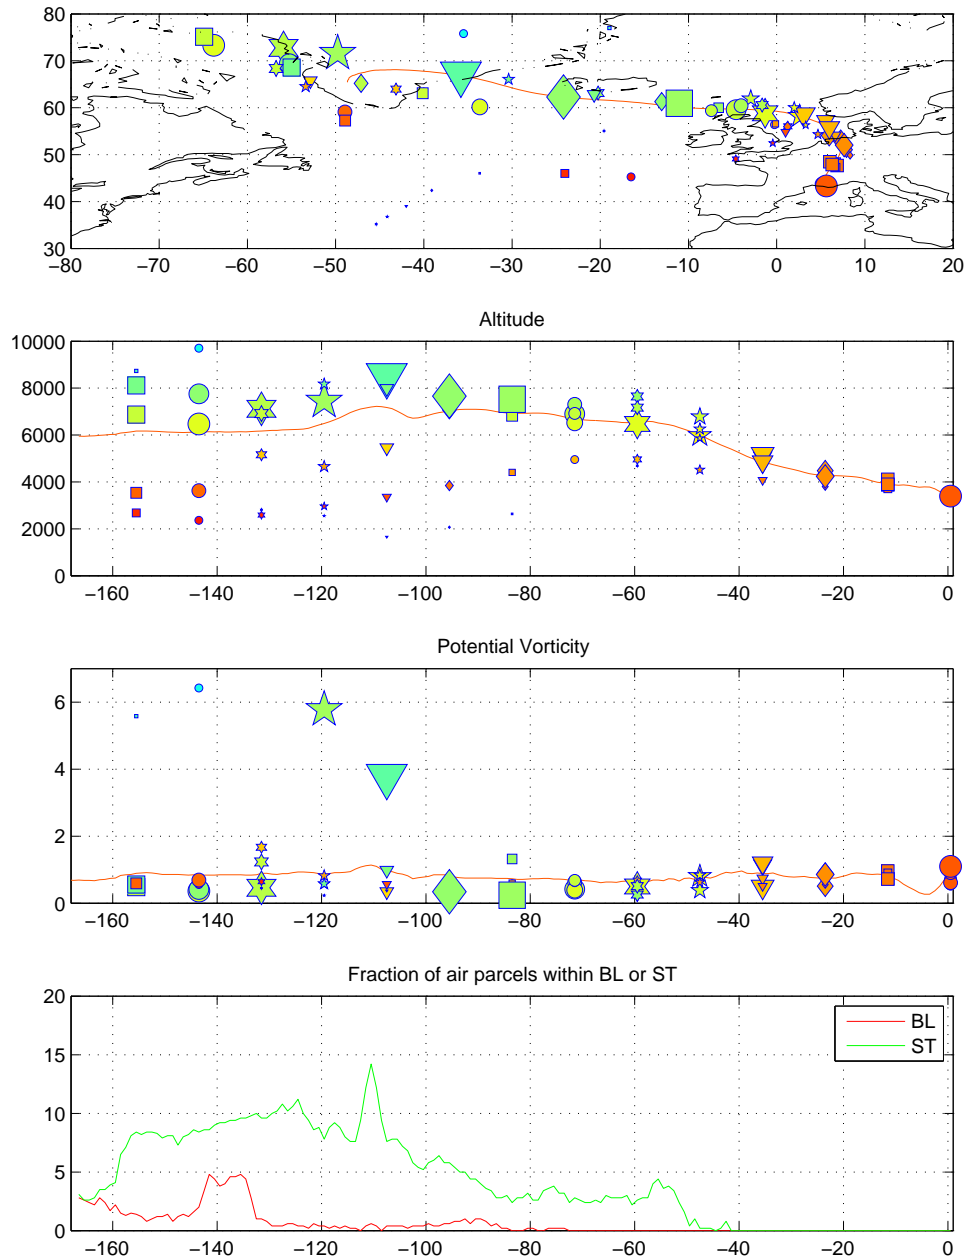 80
70
60
50
40
30
−80 −70 −60 −50 −40 −30 −20 −10 0 10 20
Altitude
10000
8000
6000
4000
2000
0
−160 −140 −120 −100 −80 −60 −40 −20 0
Potential Vorticity
6
4
2
0
−160 −140 −120 −100 −80 −60 −40 −20 0
Fraction of air parcels within BL or ST
20
15
10
5
0
BL
ST
−160 −140 −120 −100 −80 −60 −40 −20 0